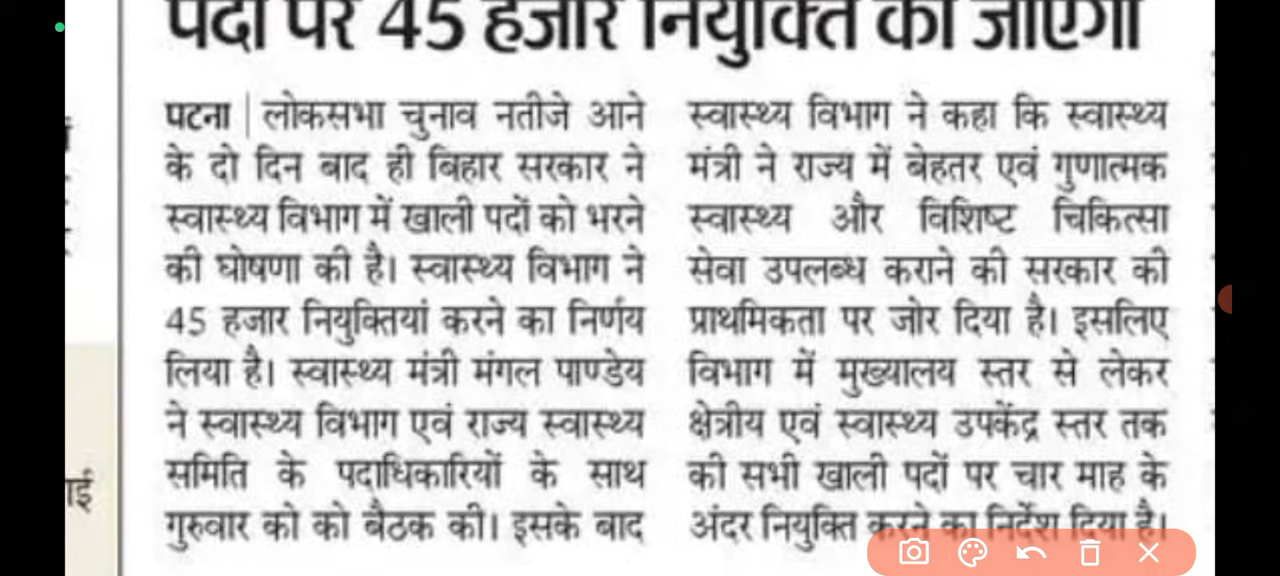 पदों पर 45 हजार नियुक्ति की जाएगी
पटना | लोकसभा चुनाव नतीजे आने
के दो दिन बाद ही बिहार सरकार ने
स्वास्थ्य विभाग में खाली पदों को भरने
की घोषणा की है। स्वास्थ्य विभाग ने
45 हजार नियुक्तियां करने का निर्णय
लिया है। स्वास्थ्य मंत्री मंगल पाण्डेय
ने स्वास्थ्य विभाग एवं राज्य स्वास्थ्य
समिति के पदाधिकारियों के साथ
गुरुवार को को बैठक की। इसके बाद
स्वास्थ्य विभाग ने कहा कि स्वास्थ्य
मंत्री ने राज्य में बेहतर एवं गुणात्मक
स्वास्थ्य और विशिष्ट चिकित्सा
सेवा उपलब्ध कराने की सरकार की
प्राथमिकता पर जोर दिया है। इसलिए
विभाग में मुख्यालय स्तर से लेकर
क्षेत्रीय एवं स्वास्थ्य उपकेंद्र स्तर तक
की सभी खाली पदों पर चार माह के
अंदर नियुक्ति करने का निर्देश दिया है।